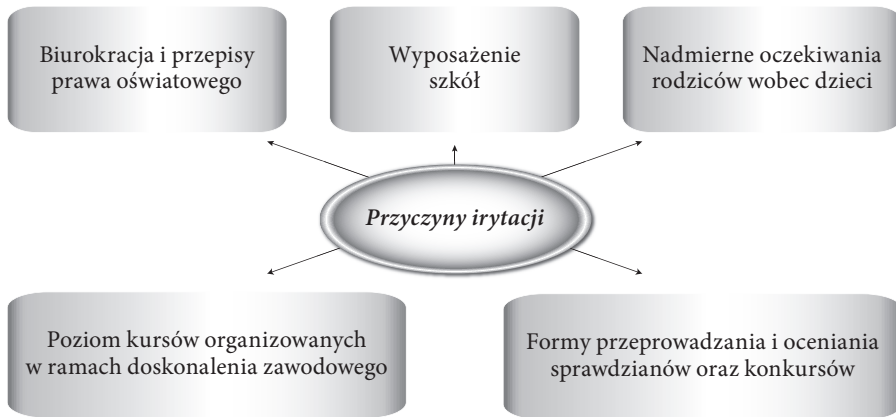 Biurokracja i przepisy
prawa oświatowego
Wyposażenie
szkół
Nadmierne oczekiwania
rodziców wobec dzieci
Przyczyny irytacji
Poziom kursów organizowanych
w ramach doskonalenia zawodowego
Formy przeprowadzania i oceniania
sprawdzianów oraz konkursów